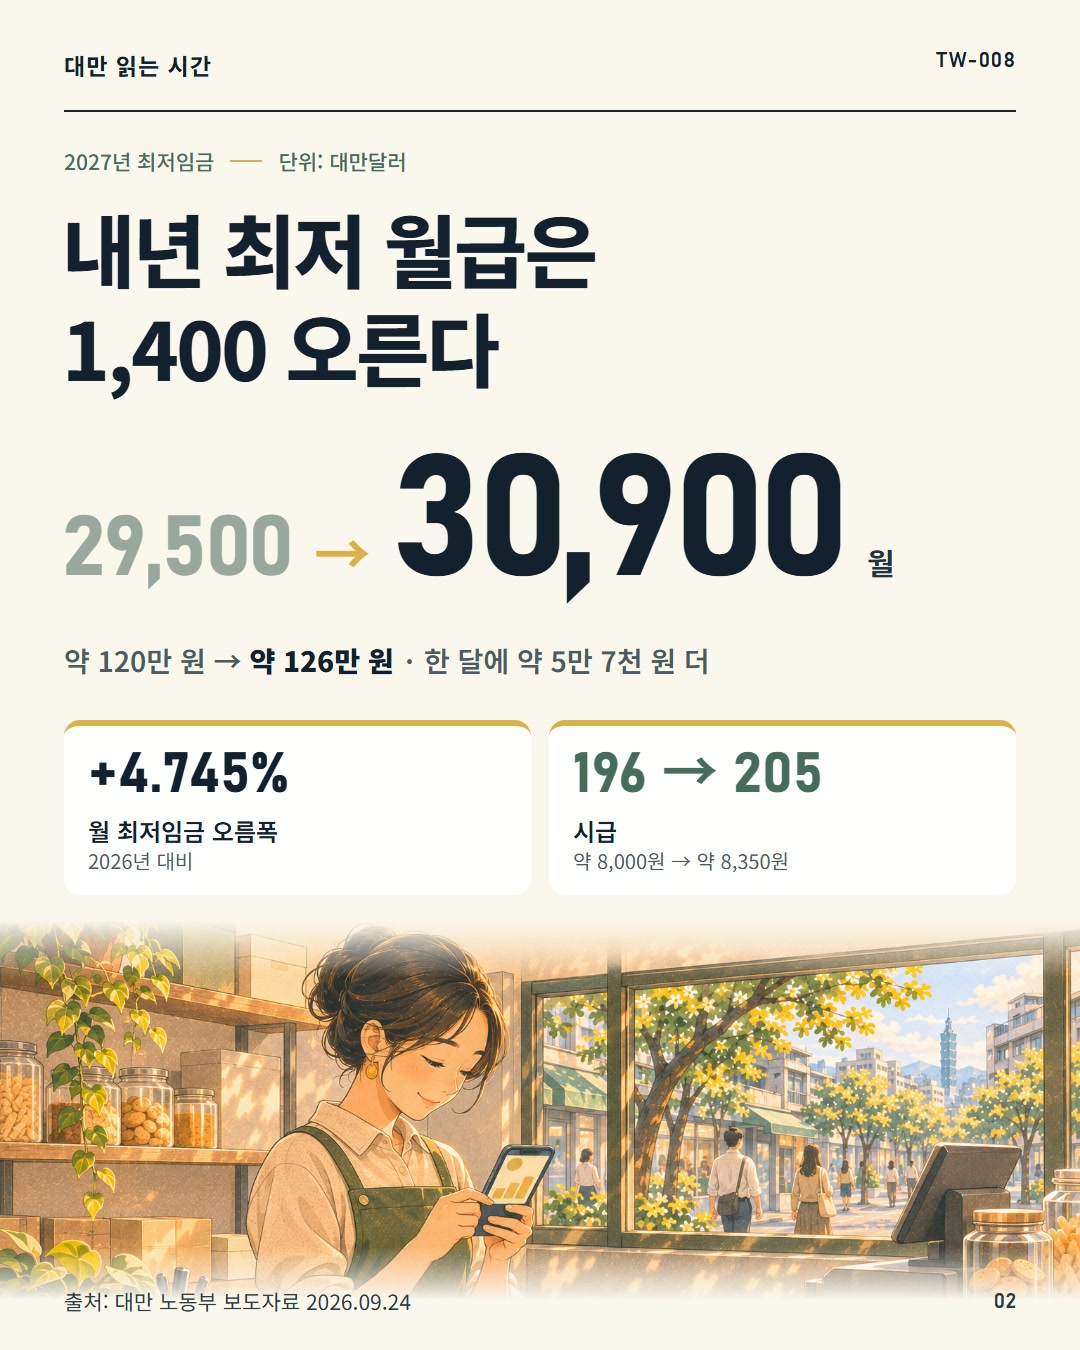 대만 읽는 시간
TW-008
2027년 최저임금 — 단위: 대만달러
내년 최저 월급은
1,400 오른다
29,500 → 30,900 월
약 120만 원 → 약 126만 원 · 한 달에 약 5만 7천 원 더
+4.745%
월 최저임금 오름폭
2026년 대비
196 → 205
시급
약 8,000원 → 약 8,350원
출처: 대만 노동부 보도자료 2026.09.24
02